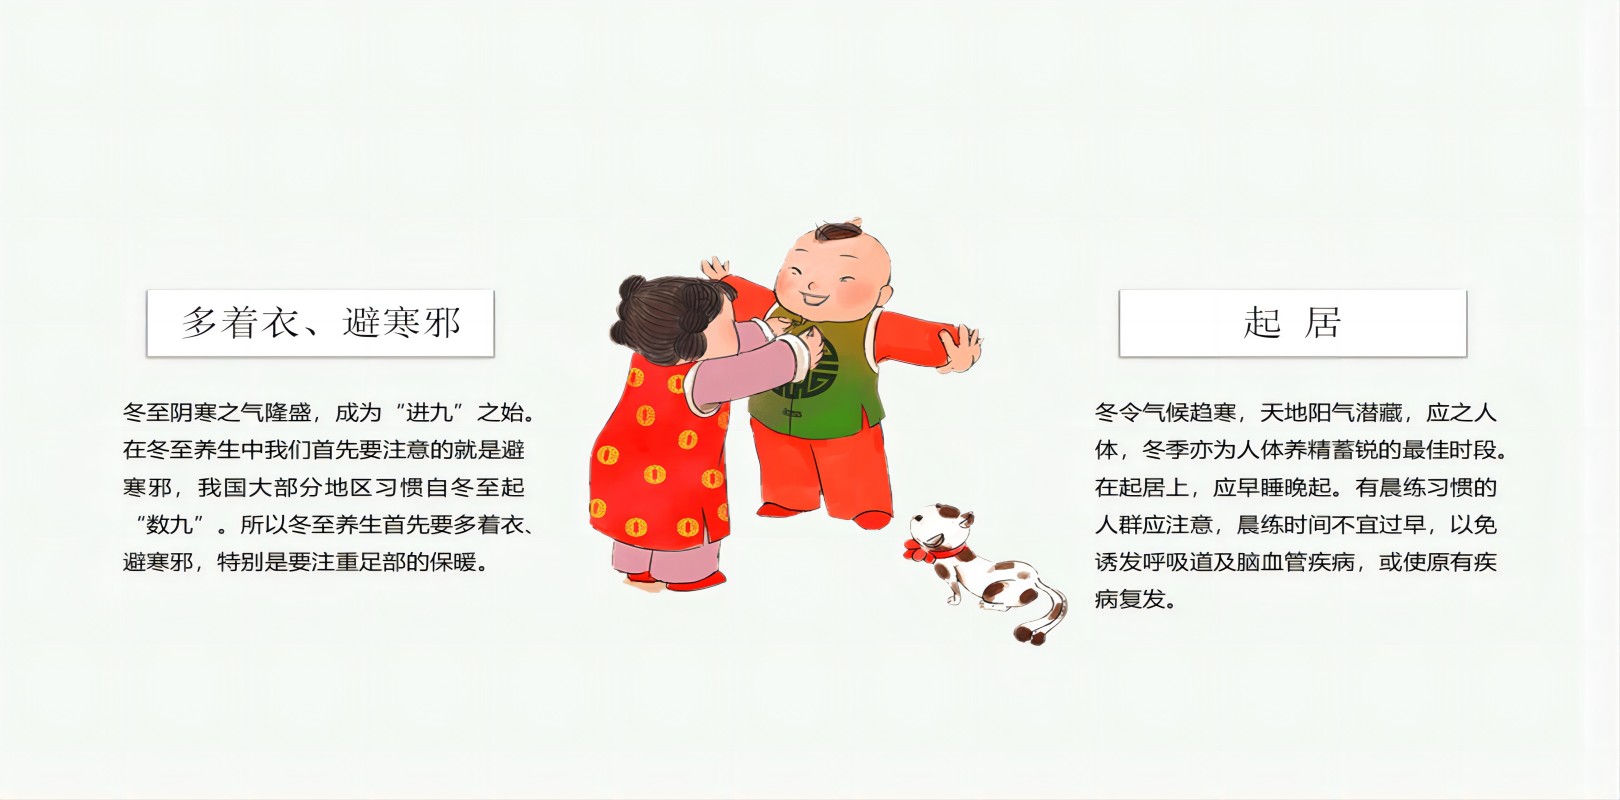 多着衣、避寒邪
冬至阴寒之气隆盛，成为“进九”之始。
在冬至养生中我们首先要注意的就是避
寒邪，我国大部分地区习惯自冬至起
“数九”。所以冬至养生首先要多着衣、
避寒邪，特别是要注重足部的保暖。
起 居
冬令气候趋寒，天地阳气潜藏，应之人
体，冬季亦为人体养精蓄锐的最佳时段。
在起居上，应早睡晚起。有晨练习惯的
人群应注意，晨练时间不宜过早，以免
诱发呼吸道及脑血管疾病，或使原有疾
病复发。